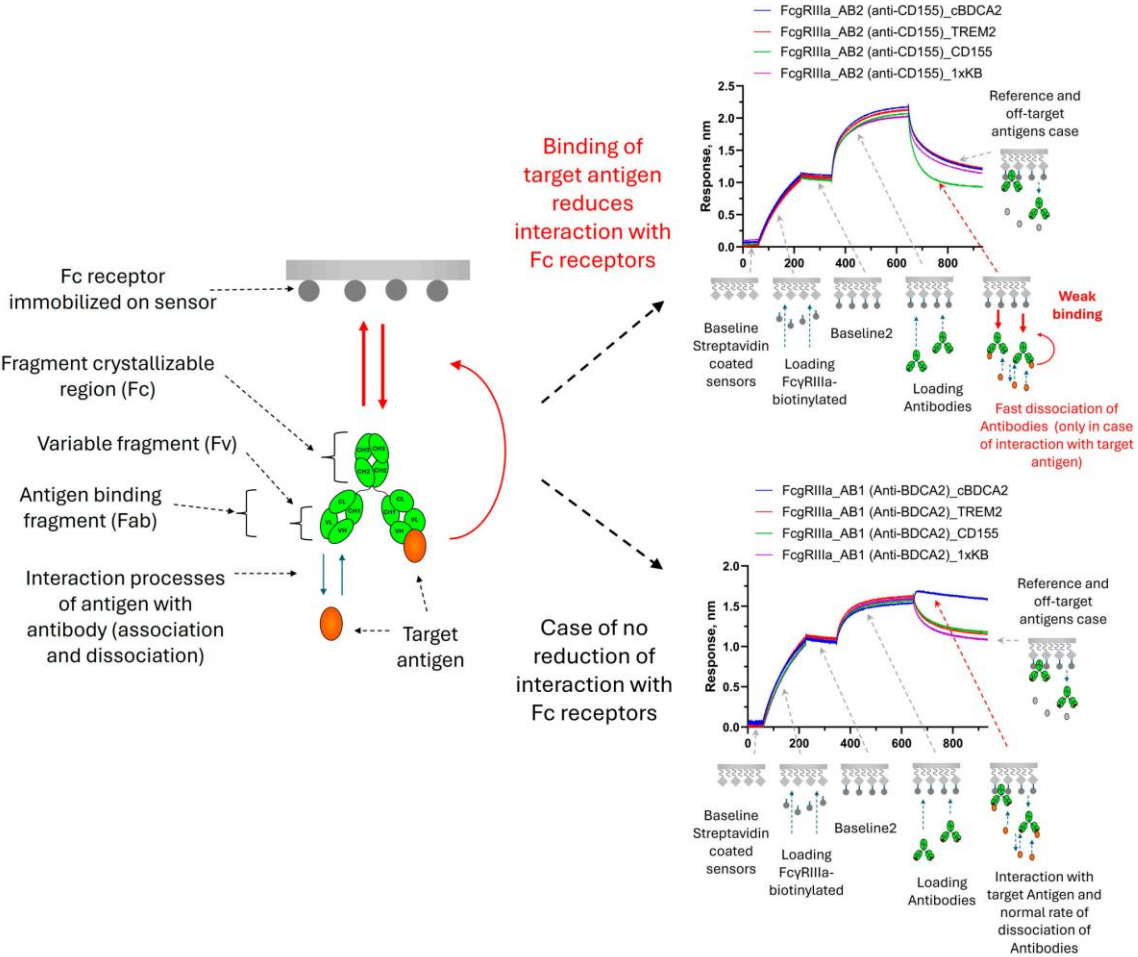 Fc receptor
immobilized on sensor
Fragment crystallizable
region (Fc)
Variable fragment (Fv)
Antigen binding
fragment (Fab)
Interaction processes
of antigen with
antibody (association
and dissociation)
CH3 CH3
CH2 CH2
CL
CH1
VL
VH
CL
CH1
VL
VH
Target
antigen
Binding of
target antigen
reduces
interaction with
Fc receptors
Case of no
reduction of
interaction with
Fc receptors
FcgRIIIa_AB2 (anti-CD155)_cBDCA2
FcgRIIIa_AB2 (anti-CD155)_TREM2
FcgRIIIa_AB2 (anti-CD155)_CD155
FcgRIIIa_AB2 (anti-CD155)_1xKB
Response, nm
2.5
2.0
1.5
1.0
0.5
0.0
0 200 400 600 800
Reference and
off-target
antigens case
Baseline
Streptavidin
coated
sensors
Loading
FcγRIIIa-
biotinylated
Baseline2
Loading
Antibodies
Weak
binding
Fast dissociation of
Antibodies (only in case
of interaction with target
antigen)
FcgRIIIa_AB1 (Anti-BDCA2)_cBDCA2
FcgRIIIa_AB1 (Anti-BDCA2)_TREM2
FcgRIIIa_AB1 (Anti-BDCA2)_CD155
FcgRIIIa_AB1 (Anti-BDCA2)_1xKB
Response, nm
2.0
1.5
1.0
0.5
0.0
0 200 400 600 800
Reference and
off-target
antigens case
Baseline
Streptavidin
coated
sensors
Loading
FcγRIIIa-
biotinylated
Baseline2
Loading
Antibodies
Interaction with
target Antigen and
normal rate of
dissociation of
Antibodies